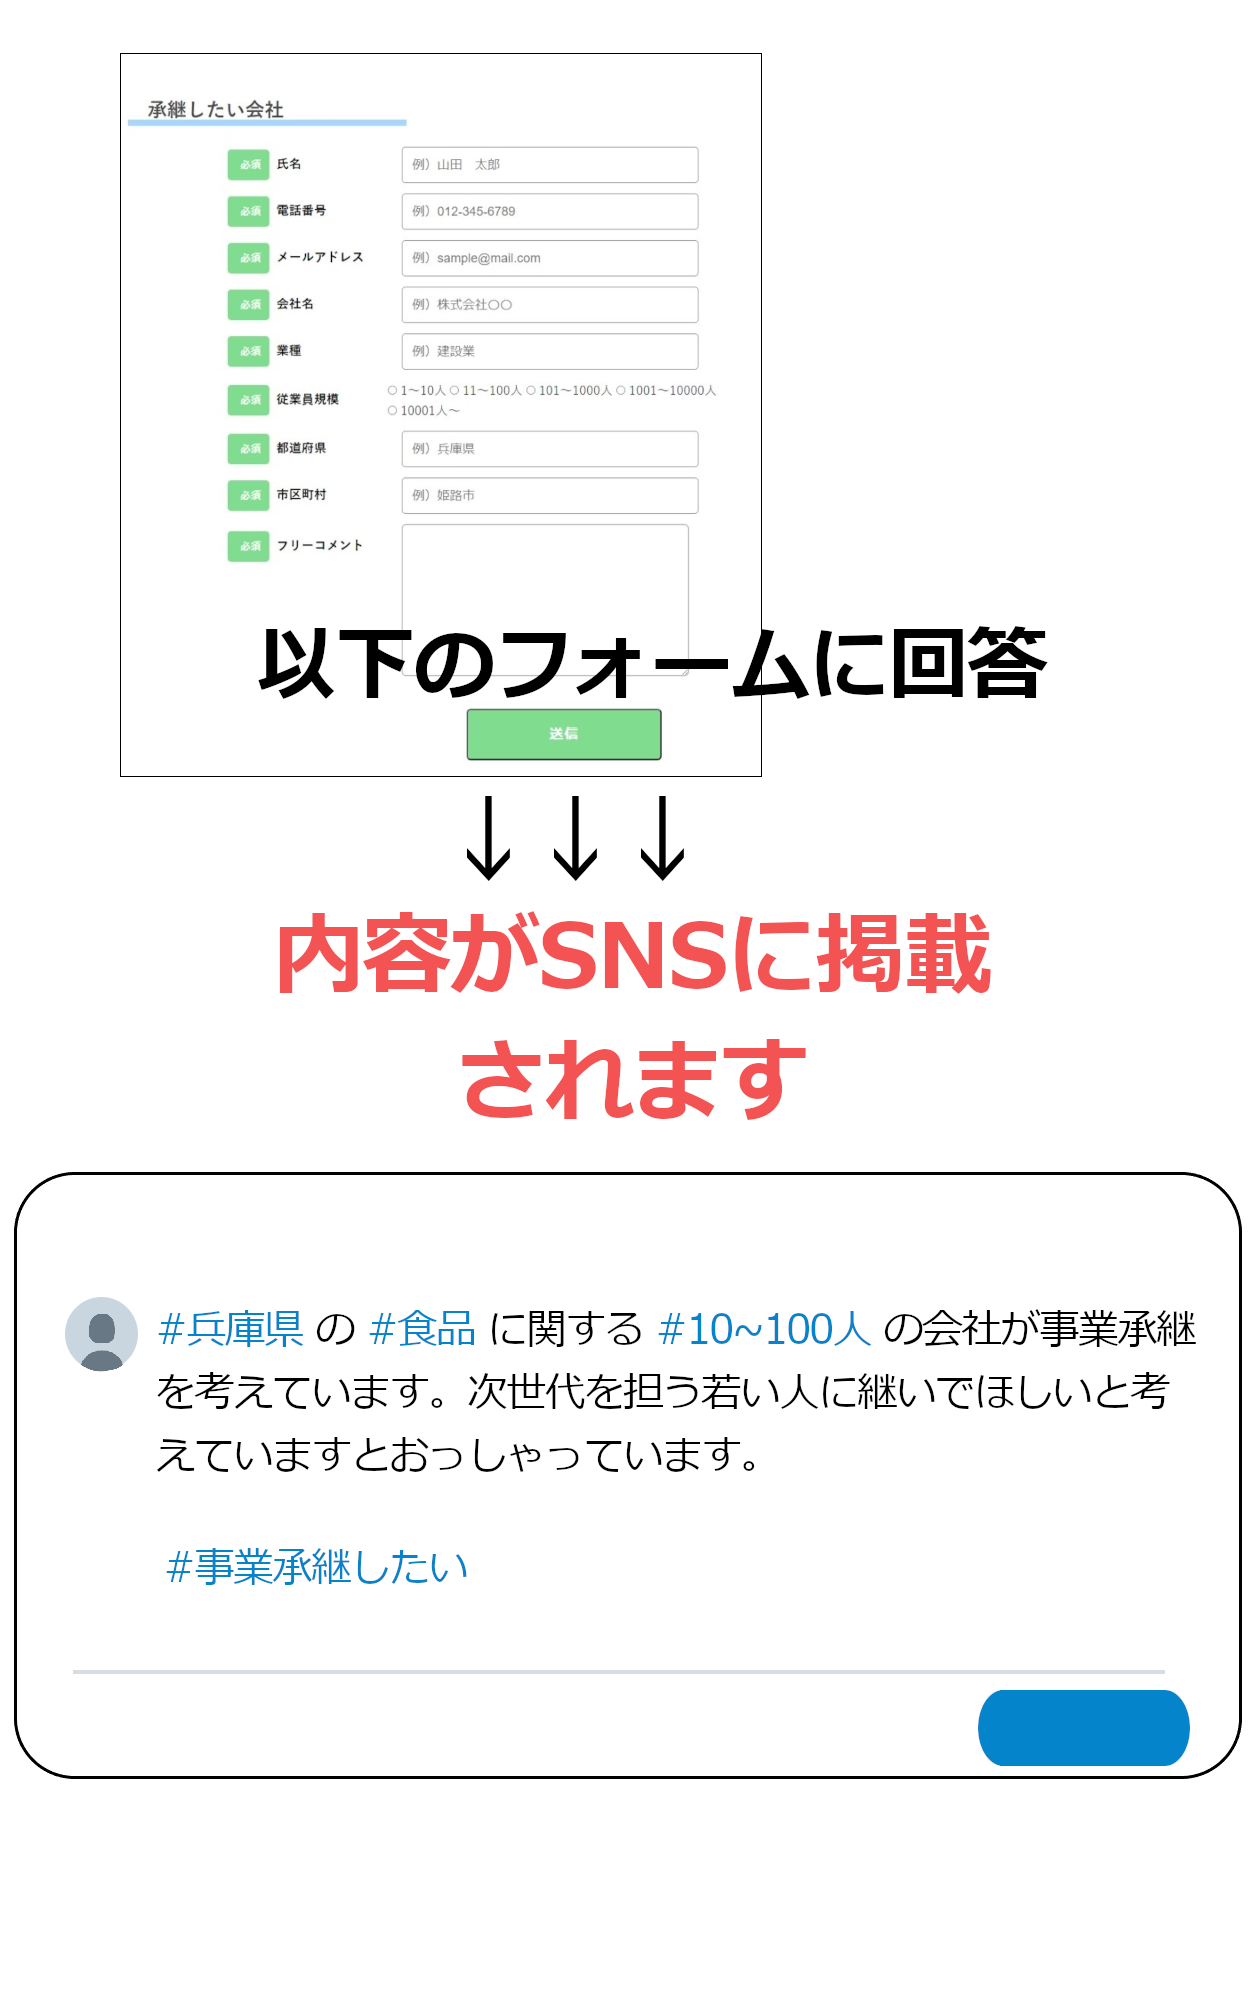 承継したい会社
必須 氏名 例）山田　太郎
必須 電話番号 例）012-345-6789
必須 メールアドレス 例）sample@mail.com
必須 会社名 例）株式会社〇〇
必須 業種 例）建設業
必須 従業員規模 1～10人 11～100人 101～1000人 1001～10000人
10001人～
必須 都道府県 例）兵庫県
必須 市区町村 例）姫路市
必須 フリーコメント
以下のフォームに回答
送信
↓ ↓ ↓
内容がSNSに掲載
されます
#兵庫県 の #食品 に関する #10~100人 の会社が事業承継
を考えています。次世代を担う若い人に継いでほしいと考
えていますとおっしゃっています。
#事業承継したい